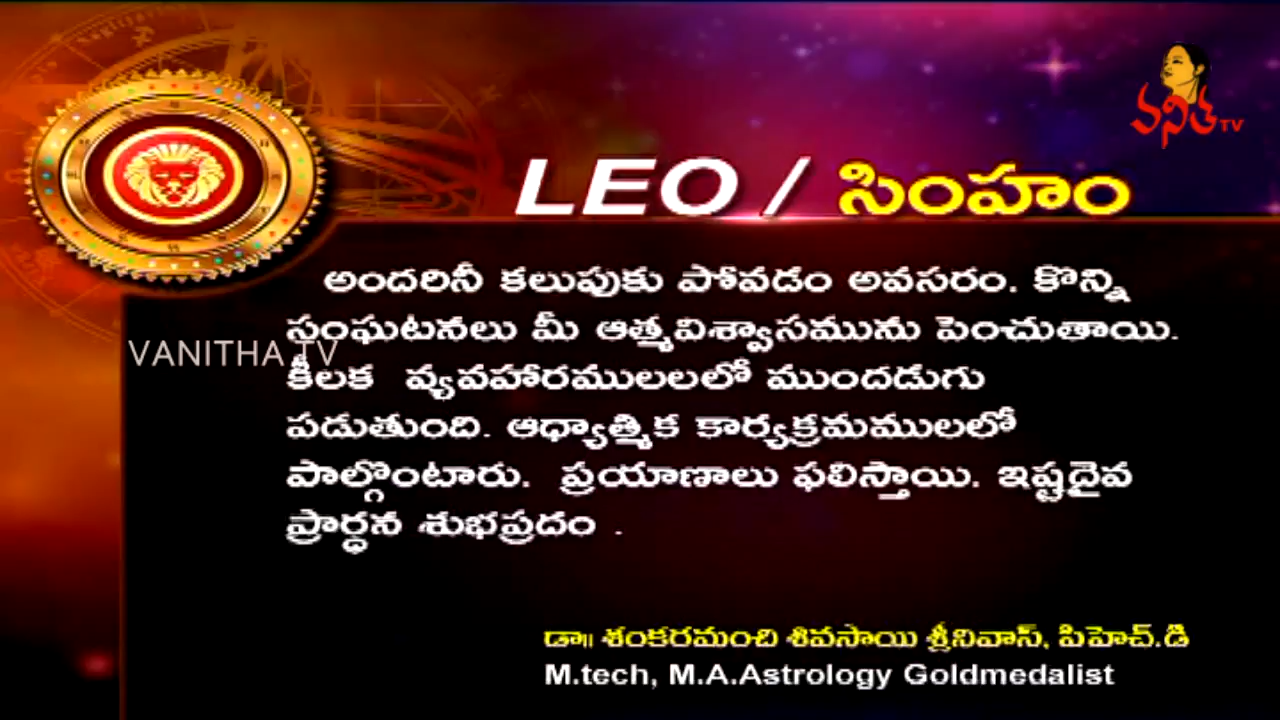 వనిత TV
LEO / సింహం
అందరినీ కలుపుకు పోవడం అవసరం. కొన్ని
సంఘటనలు మీ ఆత్మవిశ్వాసమును పెంచుతాయి.
VANITHA TV
కీలక వ్యవహారములలలో ముందడుగు
పడుతుంది. ఆధ్యాత్మిక కార్యక్రమములలో
పాల్గొంటారు. ప్రయాణాలు ఫలిస్తాయి. ఇష్టదైవ
ప్రార్ధన శుభప్రదం .
డా॥ శంకరమంచి శివసాయి శ్రీనివాస్, పిహెచ్.డి
M.tech, M.A.Astrology Goldmedalist